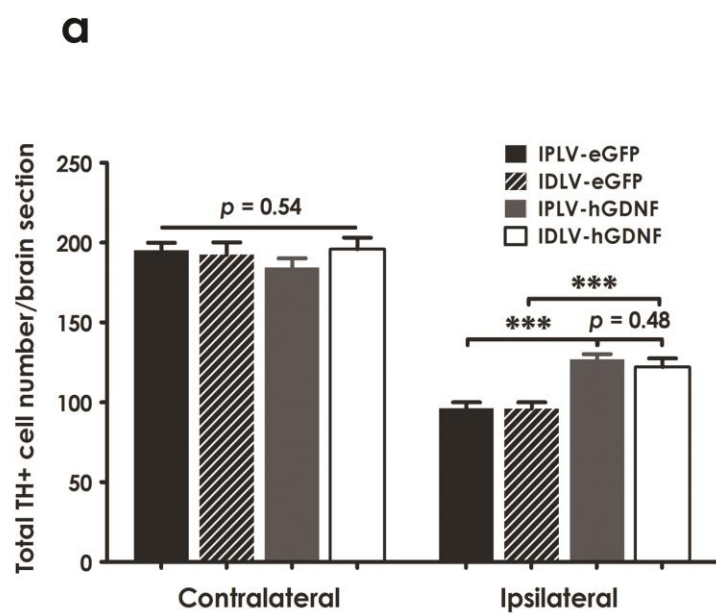 a
Total TH+ cell number/brain section
250
200
150
100
50
0
IPLV-eGFP
IDLV-eGFP
IPLV-hGDNF
IDLV-hGDNF
p = 0.54
***
***
p = 0.48
Contralateral
Ipsilateral